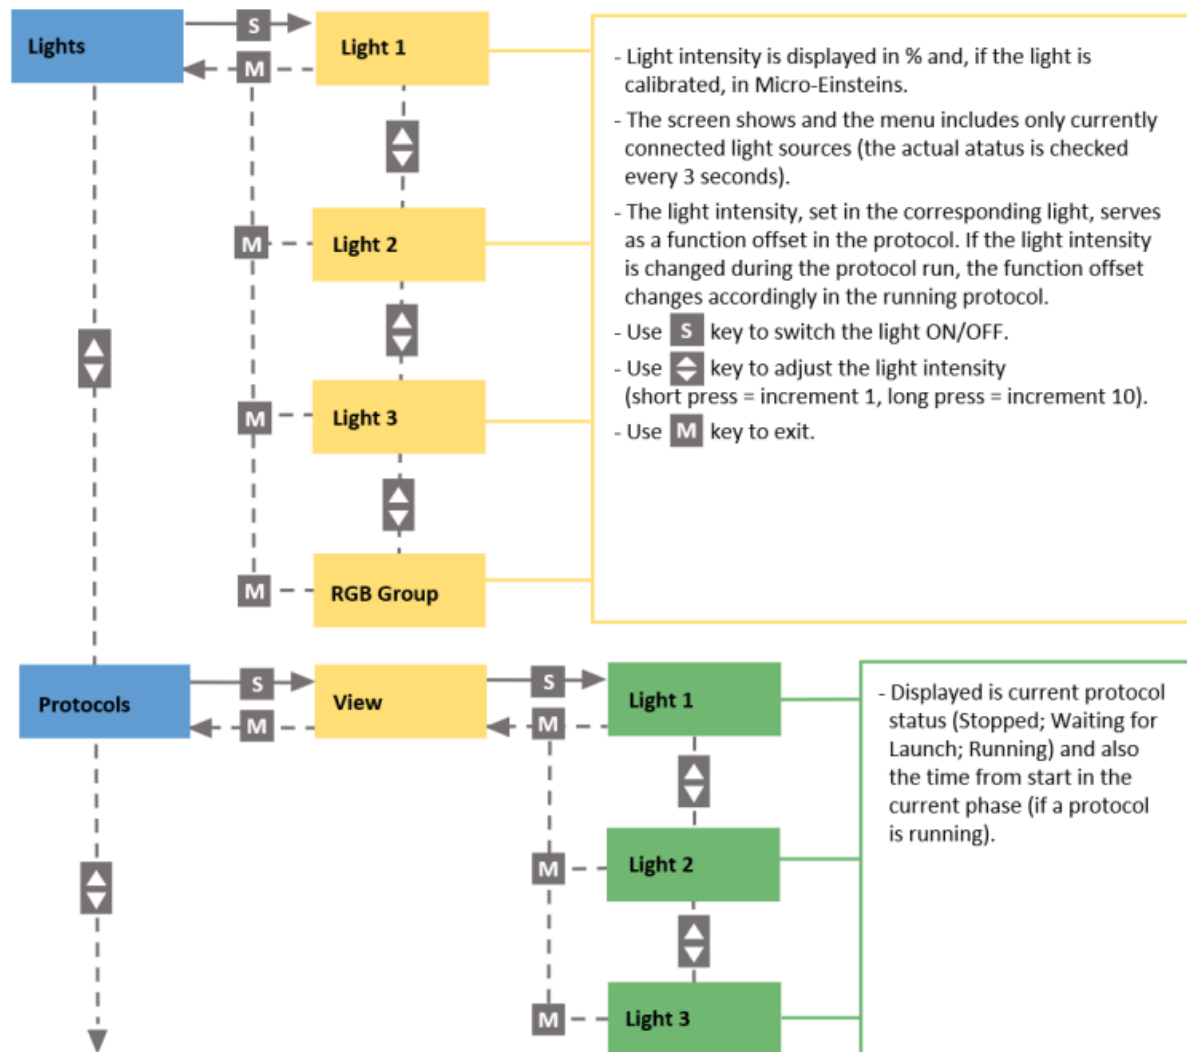 Lights
S
Light 1
M
- Light intensity is displayed in % and, if the light is
calibrated, in Micro-Einsteins.
- The screen shows and the menu includes only currently
connected light sources (the actual atatus is checked
every 3 seconds).
- The light intensity, set in the corresponding light, serves
as a function offset in the protocol. If the light intensity
is changed during the protocol run, the function offset
changes accordingly in the running protocol.
- Use S key to switch the light ON/OFF.
- Use key to adjust the light intensity
(short press = increment 1, long press = increment 10).
- Use M key to exit.
M
Light 2
M
Light 3
M
RGB Group
Protocols
S
M
View
S
M
Light 1
- Displayed is current protocol
status (Stopped; Waiting for
Launch; Running) and also
the time from start in the
current phase (if a protocol
is running).
M
Light 2
M
Light 3